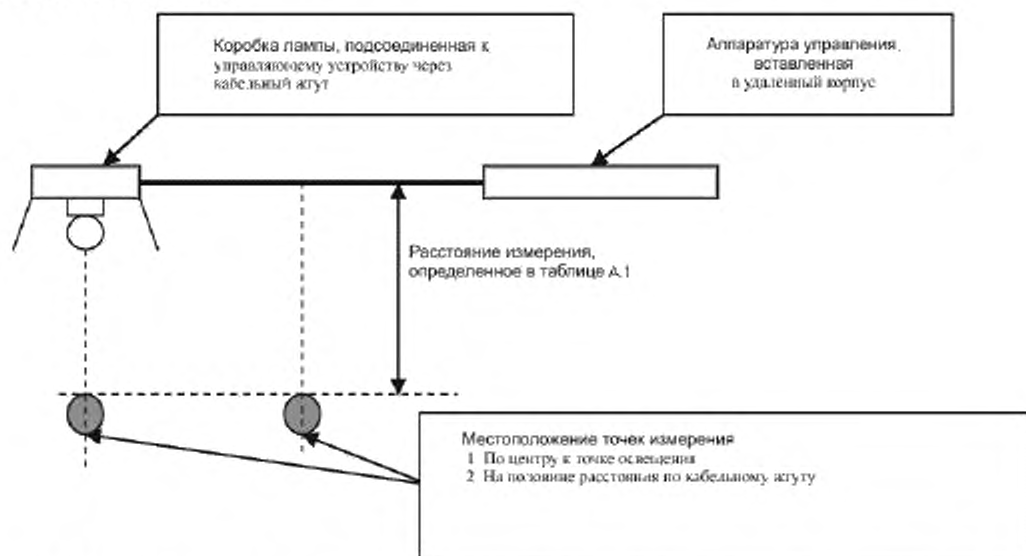 Коробка лампы, подсоединенная к
управляющему устройству через
кабельный жгут
Аппаратура управления,
вставленная
в удаленный корпус
Расстояние измерения,
определенное в таблице А.1
Местоположение точек измерения
1 По центру к точке освещения
2 На половине расстояния по кабельному жгуту